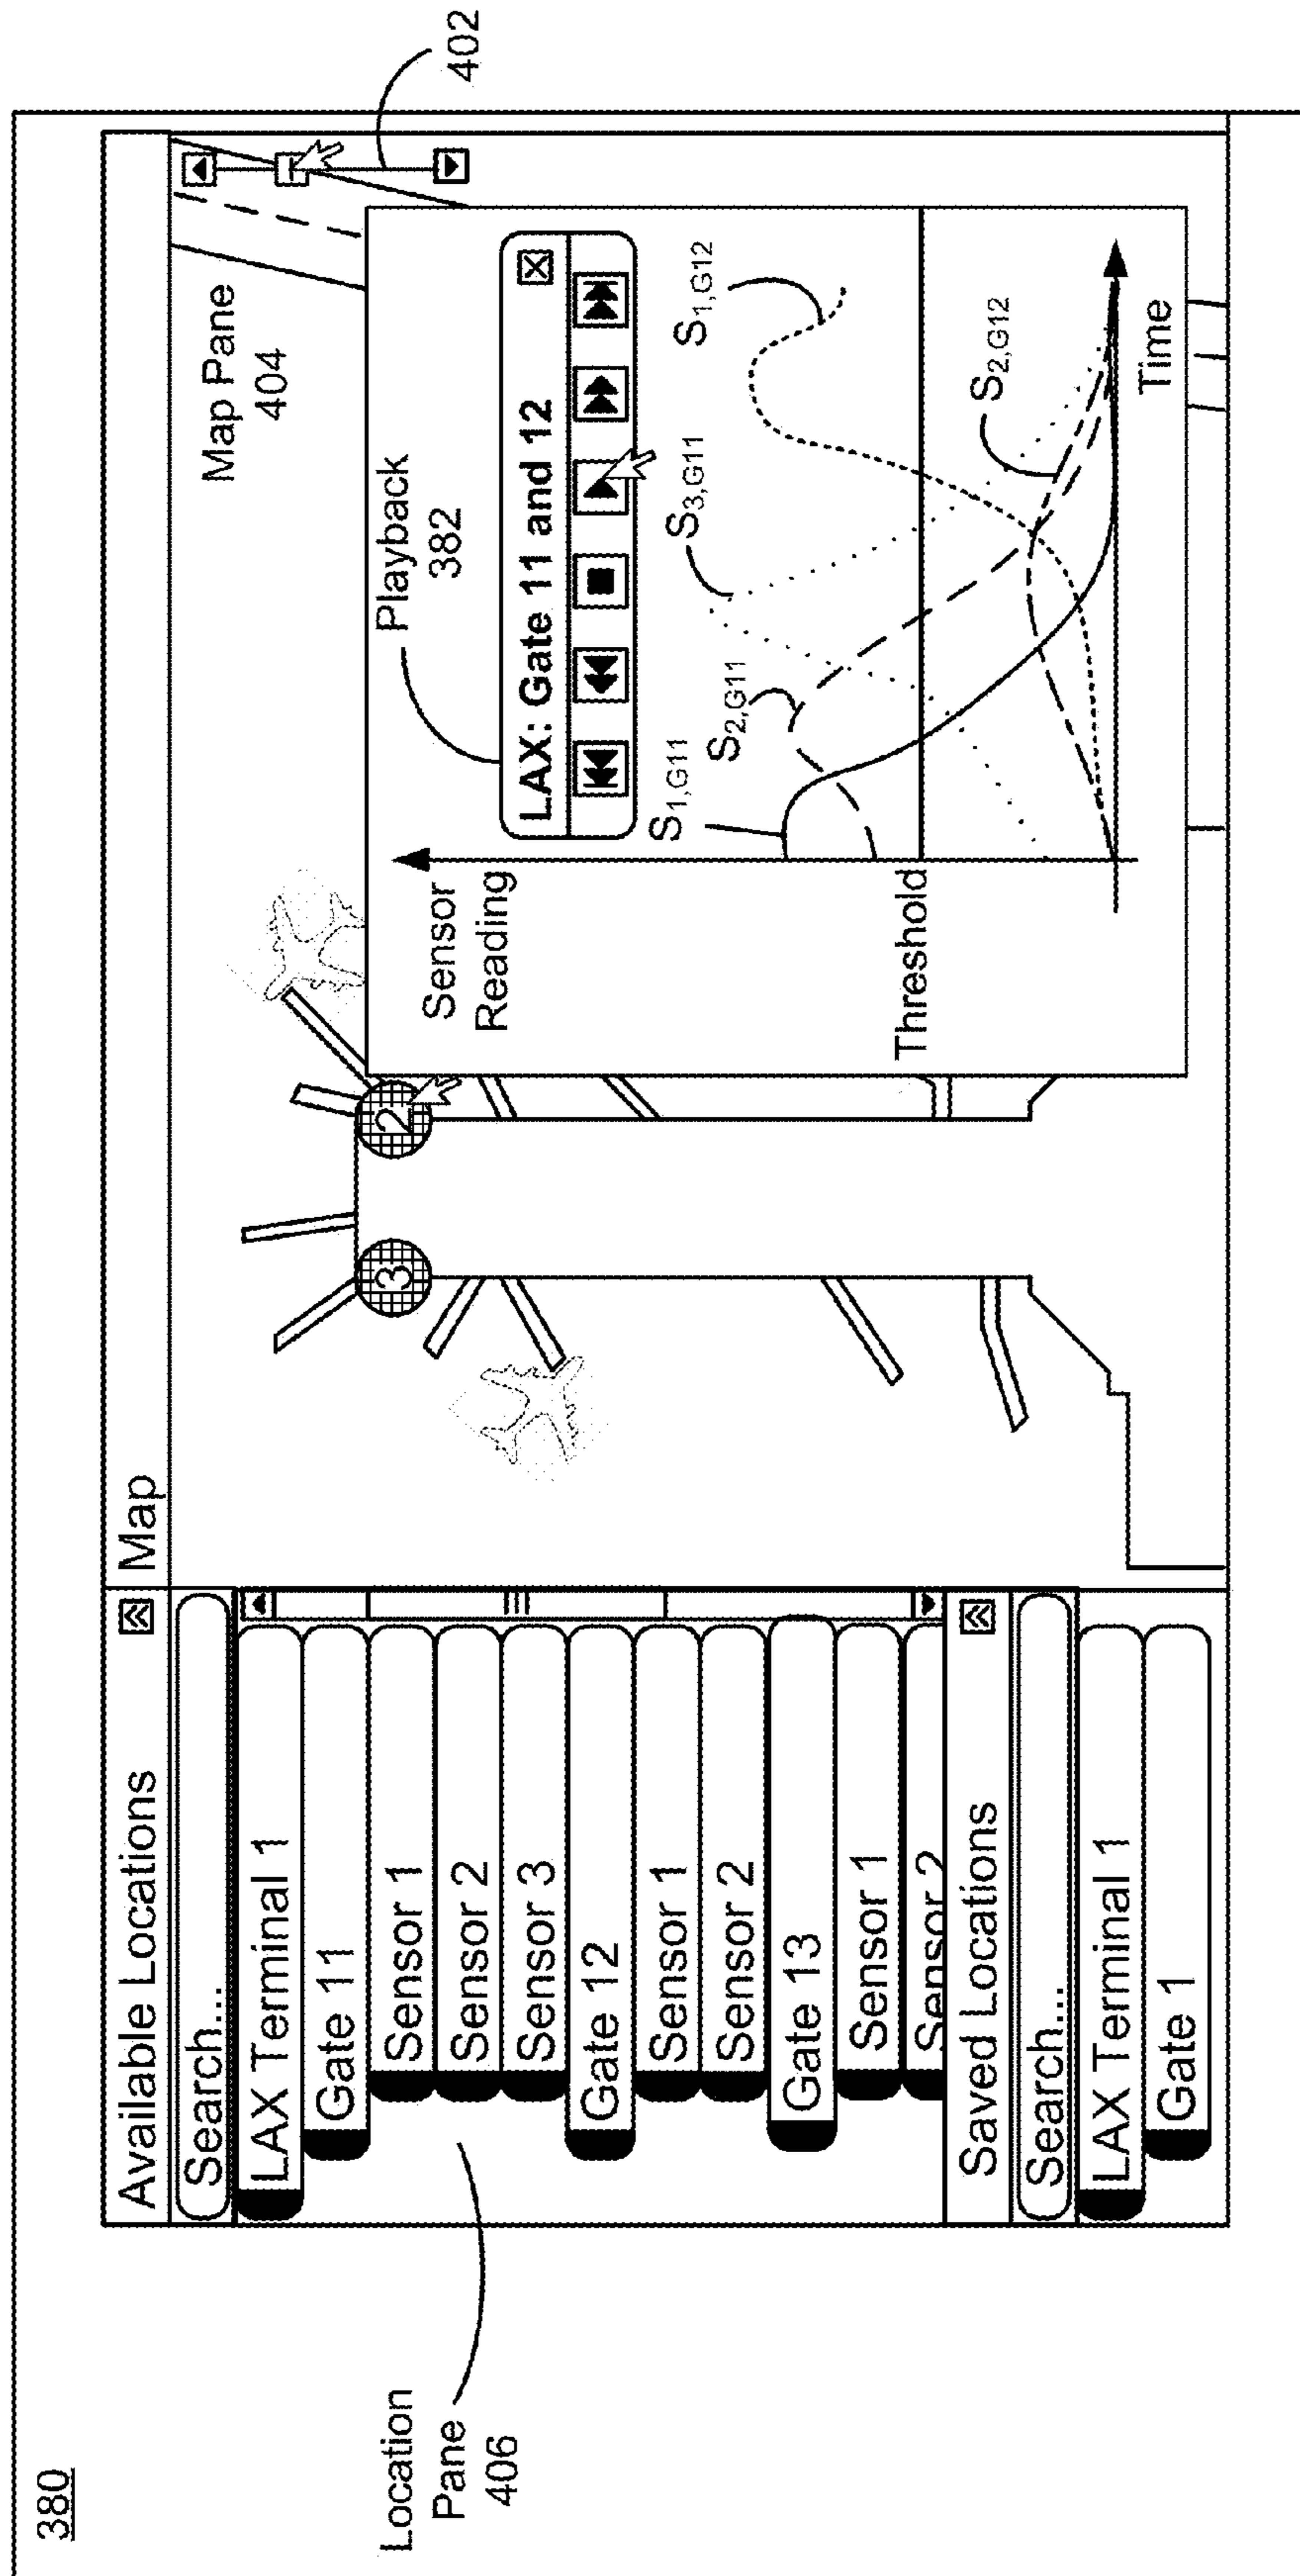 380
Location
Pane
406
Available Locations
Search...
LAX Terminal 1
Gate 11
Sensor 1
Sensor 2
Sensor 3
Gate 12
Sensor 1
Sensor 2
Gate 13
Sensor 1
Sensor 2
Saved Locations
Search...
LAX Terminal 1
Gate 1
Map
Map Pane
404
402
3
2
Playback
382
LAX: Gate 11 and 12
Sensor
Reading
S1,G11
S2,G11
S3,G11
S1,G12
S2,G12
Threshold
Time